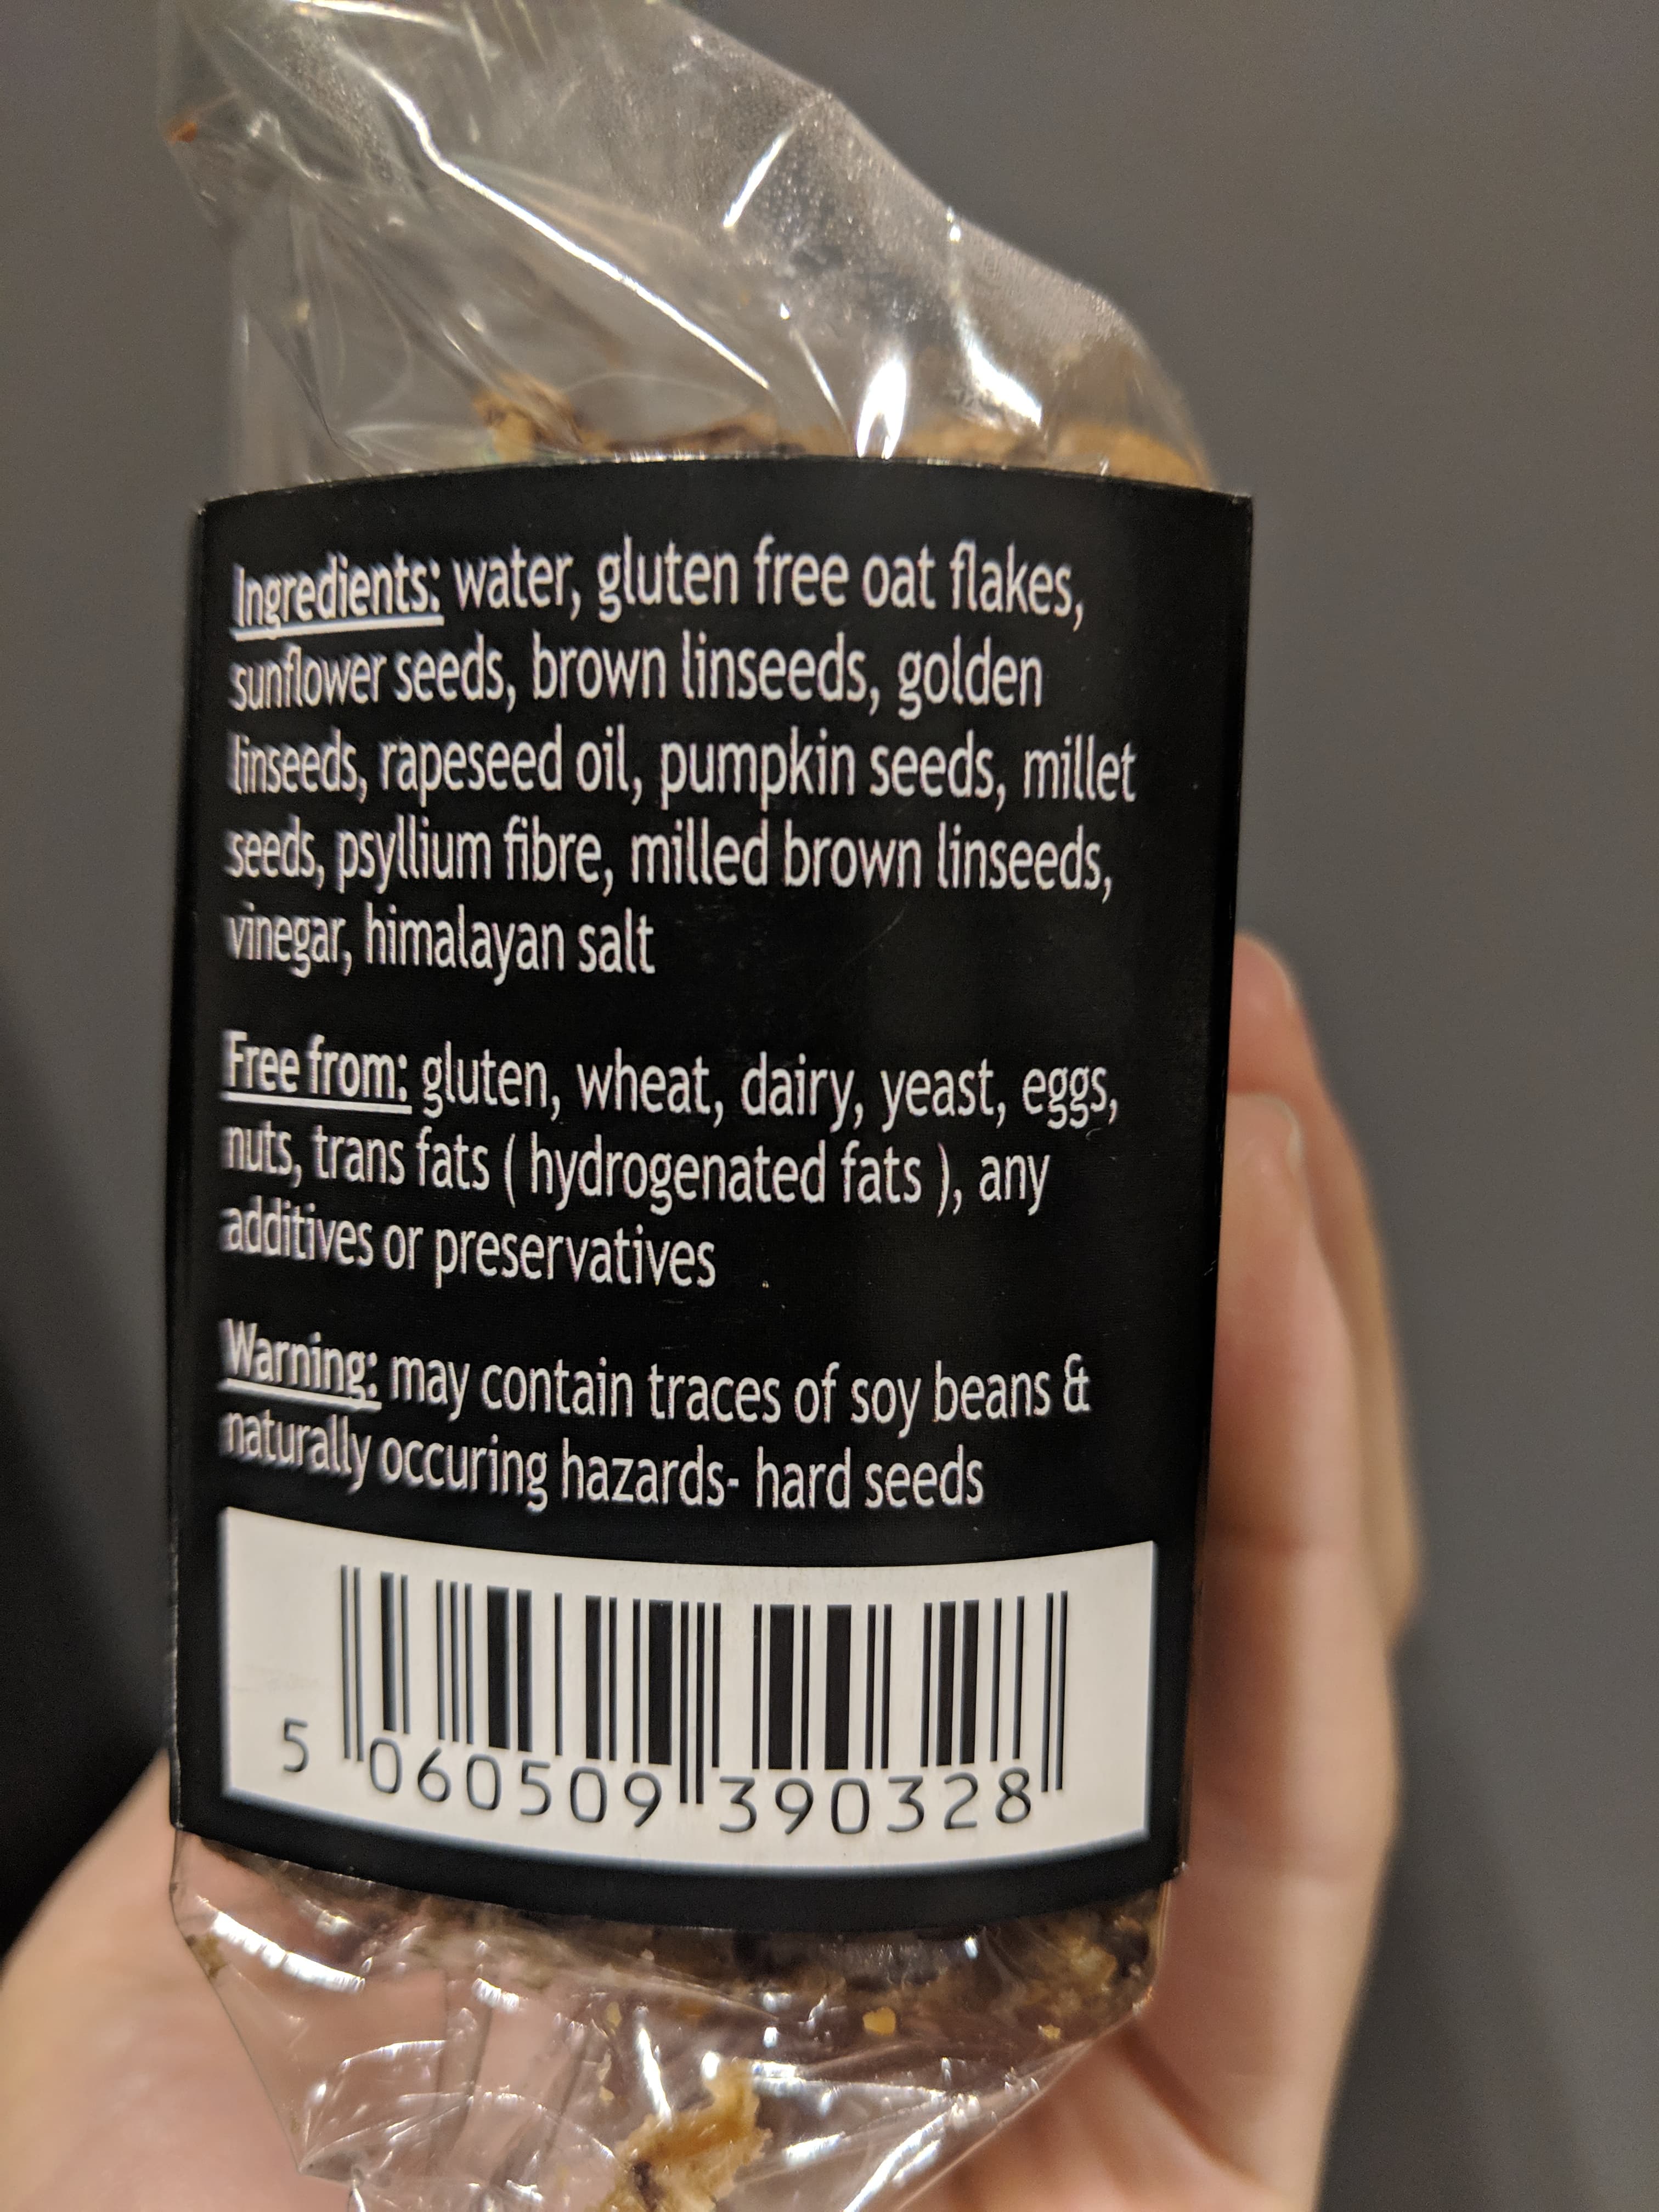 Ingredients: water, gluten free oat flakes,
sunflower seeds, brown linseeds, golden
linseeds, rapeseed oil, pumpkin seeds, millet
seeds, psyllium fibre, milled brown linseeds,
vinegar, himalayan salt
Free from: gluten, wheat, dairy, yeast, eggs,
nuts, trans fats ( hydrogenated fats ), any
additives or preservatives
Warning: may contain traces of soy beans &
naturally occuring hazards- hard seeds
5 060509 390328